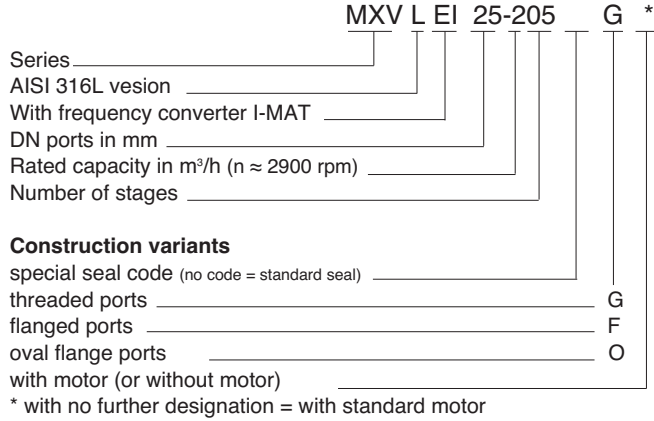 MXV L EI 25-205 G *
Series
AISI 316L vesion
With frequency converter I-MAT
DN ports in mm
Rated capacity in m³/h (n ≈ 2900 rpm)
Number of stages
Construction variants
special seal code (no code = standard seal)
threaded ports G
flanged ports F
oval flange ports O
with motor (or without motor)
* with no further designation = with standard motor